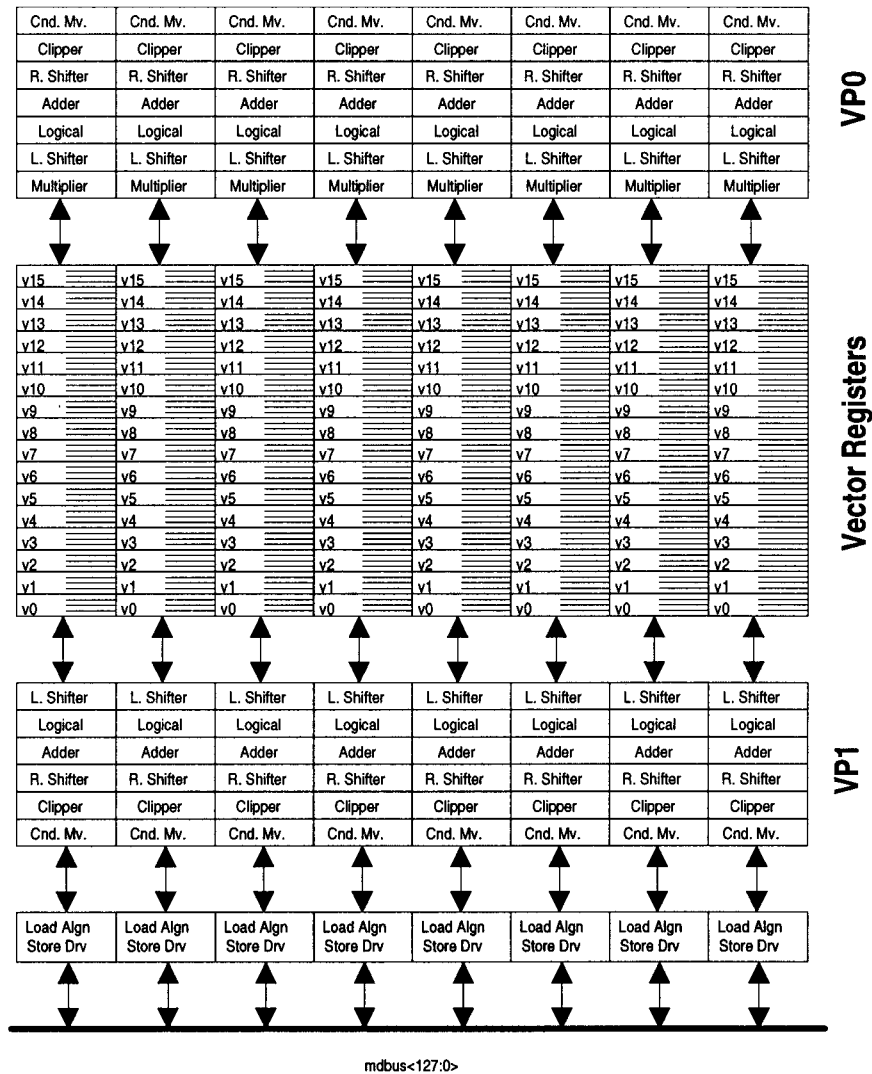 Cnd. Mv. Cnd. Mv. Cnd. Mv. Cnd. Mv. Cnd. Mv. Cnd. Mv. Cnd. Mv. Cnd. Mv.
Clipper Clipper Clipper Clipper Clipper Clipper Clipper Clipper
R. Shifter R. Shifter R. Shifter R. Shifter R. Shifter R. Shifter R. Shifter R. Shifter
Adder Adder Adder Adder Adder Adder Adder Adder
Logical Logical Logical Logical Logical Logical Logical Logical
L. Shifter L. Shifter L. Shifter L. Shifter L. Shifter L. Shifter L. Shifter L. Shifter
Multiplier Multiplier Multiplier Multiplier Multiplier Multiplier Multiplier Multiplier
VP0
v15 v15 v15 v15 v15 v15 v15 v15
v14 v14 v14 v14 v14 v14 v14 v14
v13 v13 v13 v13 v13 v13 v13 v13
v12 v12 v12 v12 v12 v12 v12 v12
v11 v11 v11 v11 v11 v11 v11 v11
v10 v10 v10 v10 v10 v10 v10 v10
v9 v9 v9 v9 v9 v9 v9 v9
v8 v8 v8 v8 v8 v8 v8 v8
v7 v7 v7 v7 v7 v7 v7 v7
v6 v6 v6 v6 v6 v6 v6 v6
v5 v5 v5 v5 v5 v5 v5 v5
v4 v4 v4 v4 v4 v4 v4 v4
v3 v3 v3 v3 v3 v3 v3 v3
v2 v2 v2 v2 v2 v2 v2 v2
v1 v1 v1 v1 v1 v1 v1 v1
v0 v0 v0 v0 v0 v0 v0 v0
Vector Registers
L. Shifter L. Shifter L. Shifter L. Shifter L. Shifter L. Shifter L. Shifter L. Shifter
Logical Logical Logical Logical Logical Logical Logical Logical
Adder Adder Adder Adder Adder Adder Adder Adder
R. Shifter R. Shifter R. Shifter R. Shifter R. Shifter R. Shifter R. Shifter R. Shifter
Clipper Clipper Clipper Clipper Clipper Clipper Clipper Clipper
Cnd. Mv. Cnd. Mv. Cnd. Mv. Cnd. Mv. Cnd. Mv. Cnd. Mv. Cnd. Mv. Cnd. Mv.
VP1
Load Algn Load Algn Load Algn Load Algn Load Algn Load Algn Load Algn Load Algn
Store Drv Store Drv Store Drv Store Drv Store Drv Store Drv Store Drv Store Drv
mdbus<127:0>